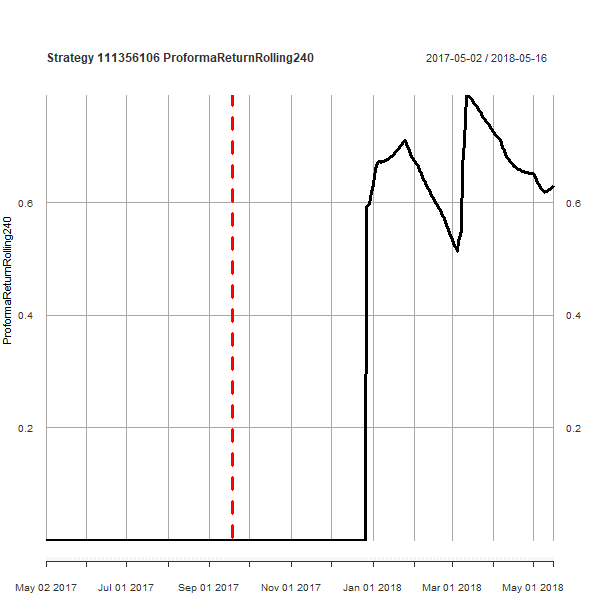 Strategy 111356106 ProformaReturnRolling240
2017-05-02 / 2018-05-16
ProformaReturnRolling240
0.6
0.4
0.2
0.6
0.4
0.2
May 02 2017
Jul 01 2017
Sep 01 2017
Nov 01 2017
Jan 01 2018
Mar 01 2018
May 01 2018